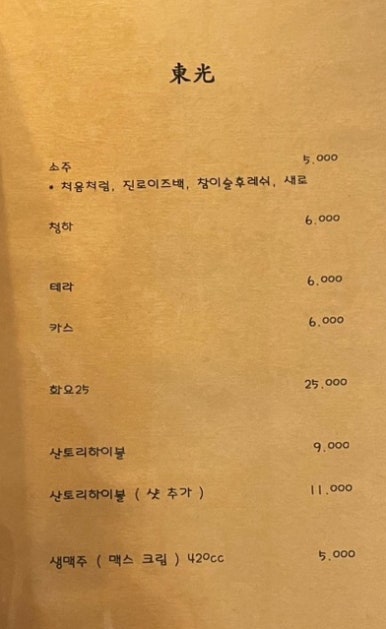 東光
소주 5.000
• 처음처럼, 진로이즈백, 참이슬후레쉬, 새로
청하 6.000
테라 6.000
카스 6.000
화요25 25.000
산토리하이볼 9.000
산토리하이볼 ( 샷 추가 ) 11.000
생맥주 ( 맥스 크림 ) 420cc 5.000